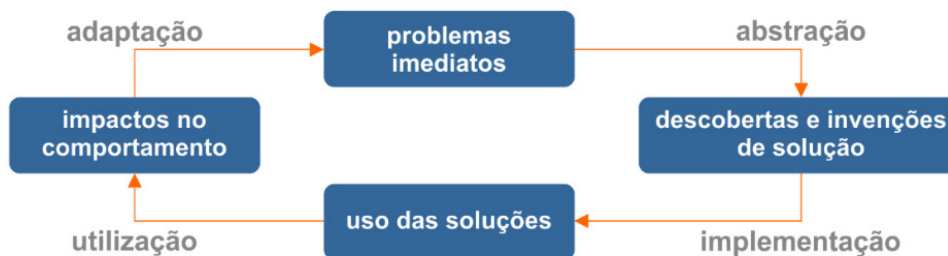 adaptação
problemas
imediatos
abstração
impactos no
comportamento
descobertas e invenções
de solução
uso das soluções
utilização
implementação